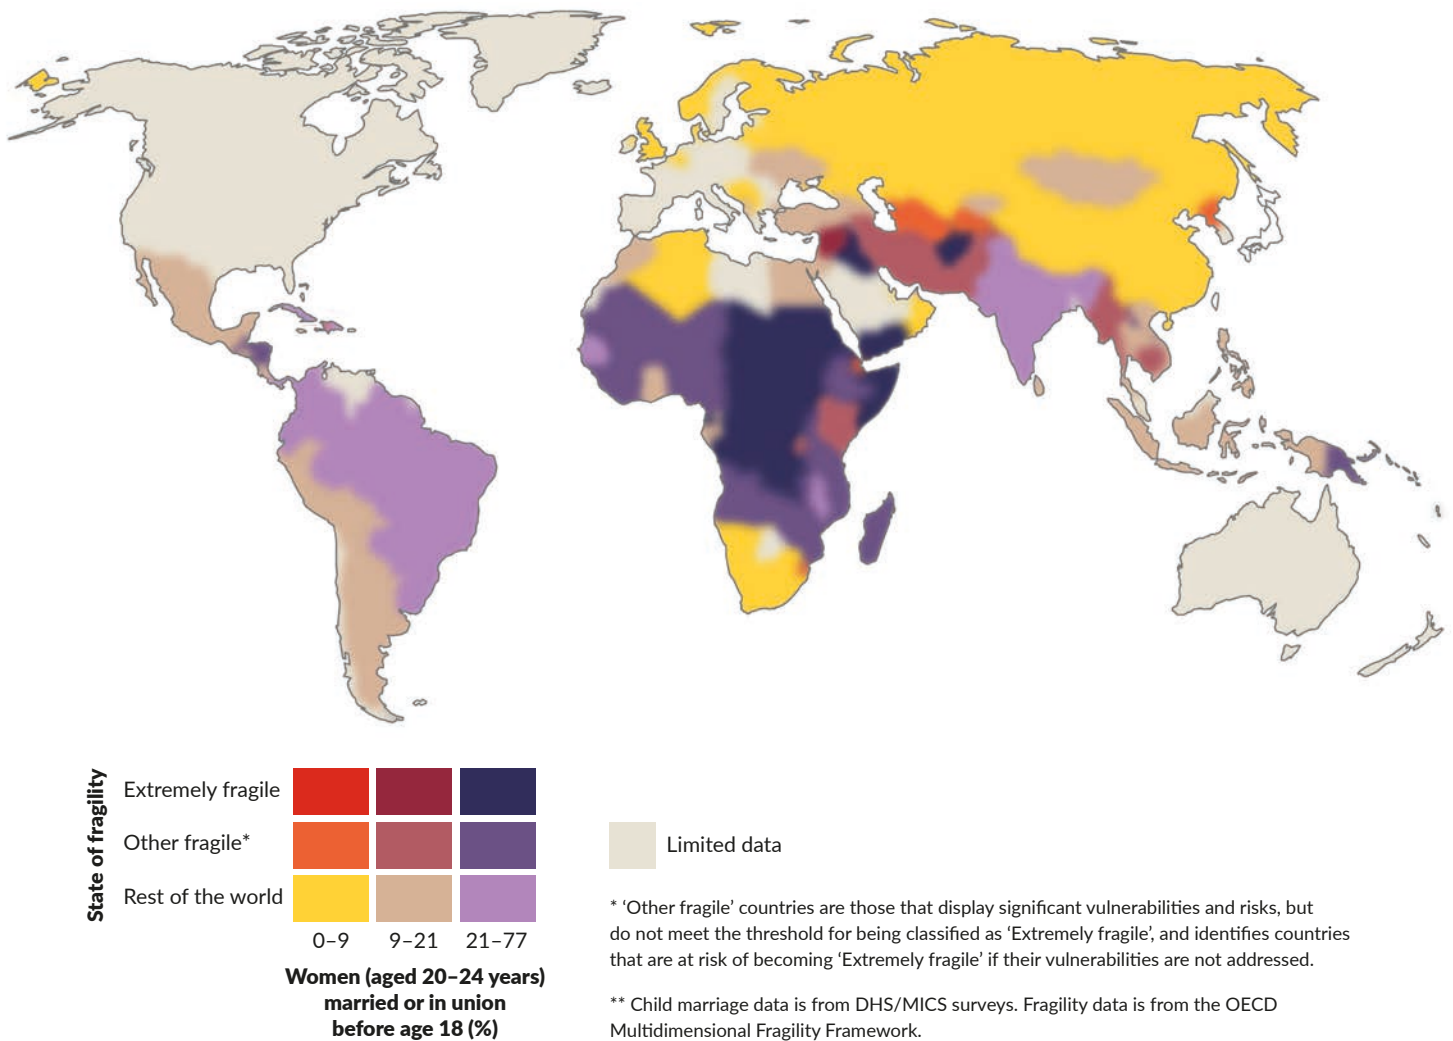 State of fragility
Extremely fragile
Other fragile*
Rest of the world
0–9
9–21
21–77
Women (aged 20–24 years)
married or in union
before age 18 (%)
Limited data
* ‘Other fragile’ countries are those that display significant vulnerabilities and risks, but
do not meet the threshold for being classified as ‘Extremely fragile’, and identifies countries
that are at risk of becoming ‘Extremely fragile’ if their vulnerabilities are not addressed.
** Child marriage data is from DHS/MICS surveys. Fragility data is from the OECD
Multidimensional Fragility Framework.